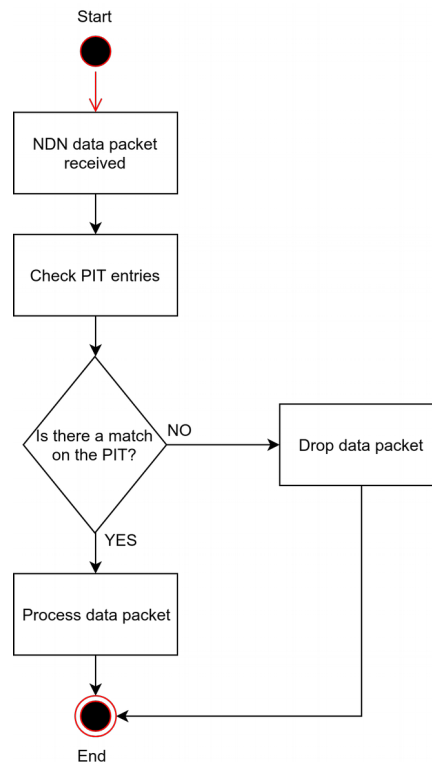 Start
NDN data packet
received
Check PIT entries
Is there a match
on the PIT?
NO
Drop data packet
YES
Process data packet
End